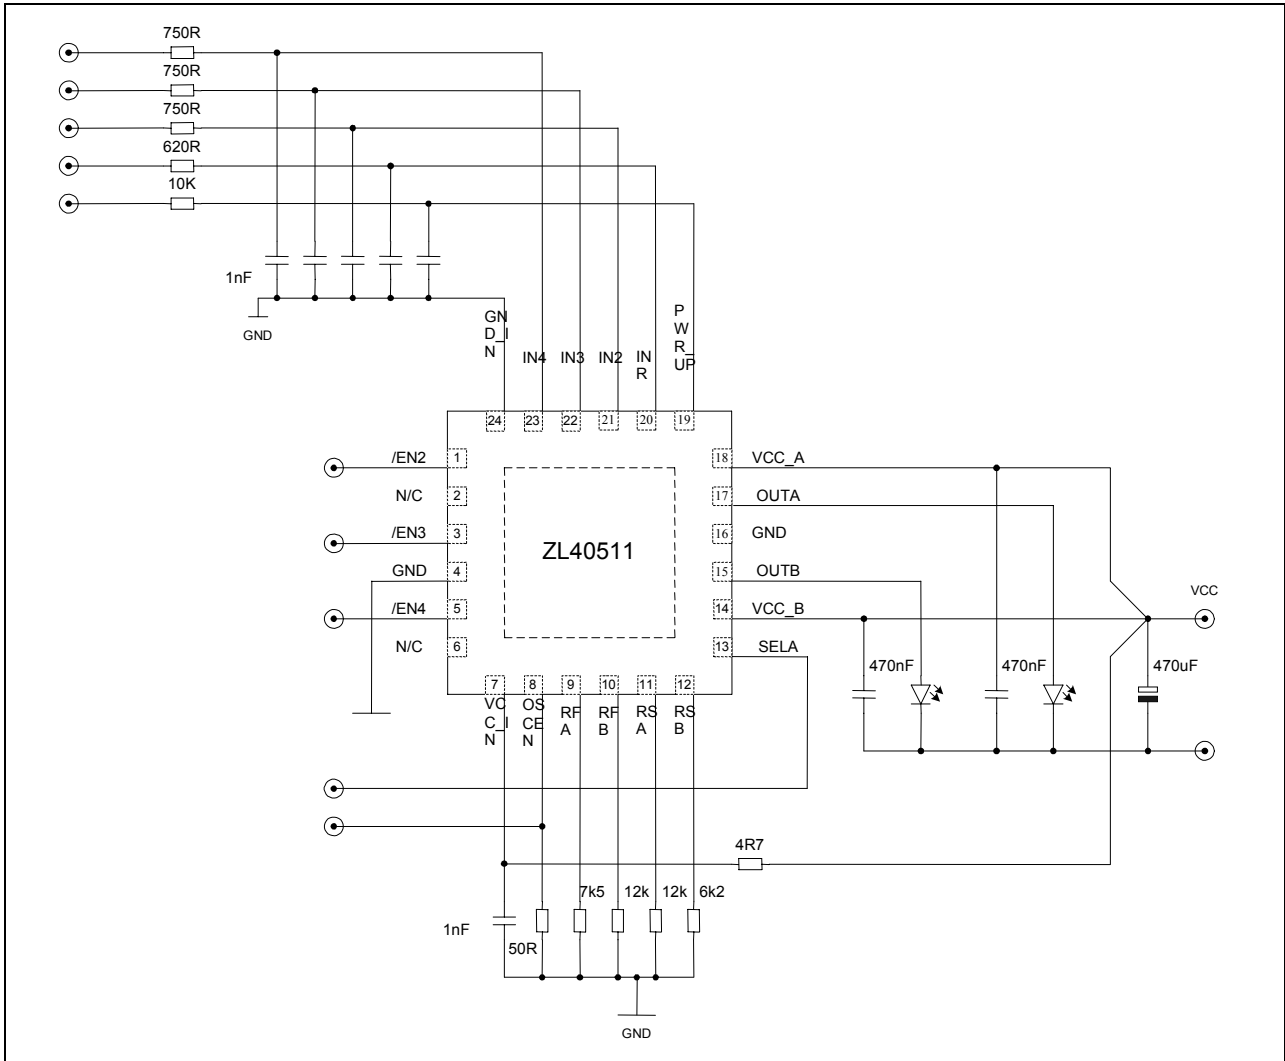 750R
750R
750R
620R
10K
1nF
GND
GN
D_I
N
IN4
IN3
IN2
IN
R
P
W
R_
UP
24
23
22
21
20
19
/EN2
1
18
VCC_A
N/C
2
17
OUTA
/EN3
3
16
GND
ZL40511
GND
4
15
OUTB
/EN4
5
14
VCC_B
VCC
N/C
6
13
SELA
470nF
470nF
470uF
7
8
9
10
11
12
VC
C_I
N
OS
CE
N
RF
A
RF
B
RS
A
RS
B
4R7
7k5
12k
12k
6k2
1nF
50R
GND